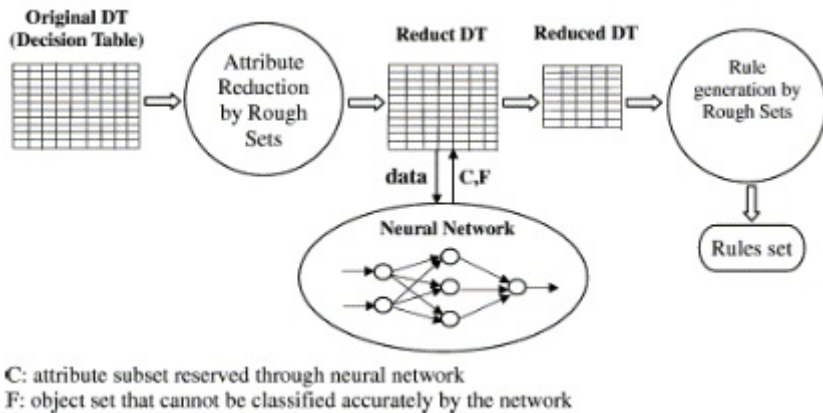 Original DT
(Decision Table)
Attribute
Reduction
by Rough
Sets
Reduct DT
Reduced DT
Rule
generation by
Rough Sets
data
C,F
Neural Network
Rules set
C: attribute subset reserved through neural network
F: object set that cannot be classified accurately by the network